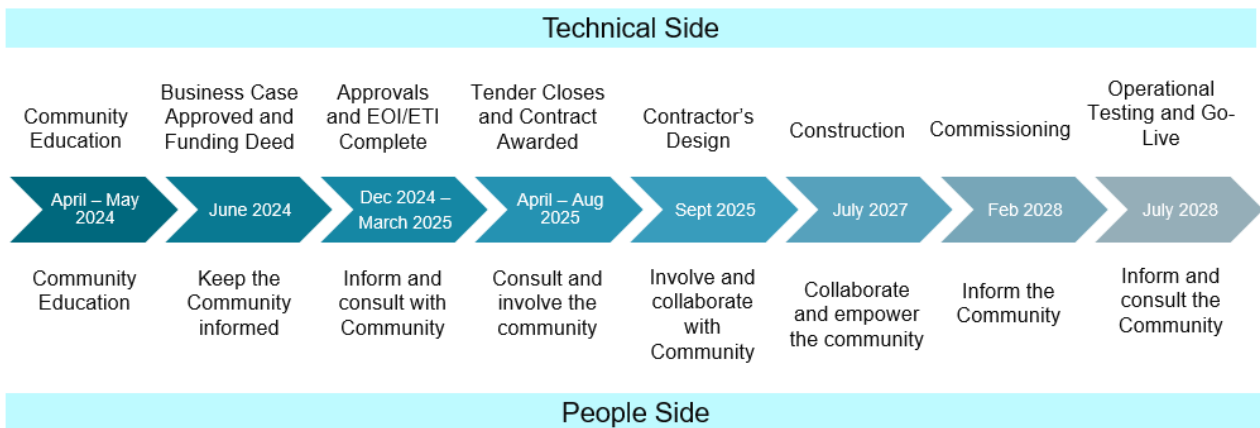 Technical Side
Community
Education
Business Case
Approved and
Funding Deed
Approvals
and EOI/ETI
Complete
Tender Closes
and Contract
Awarded
Contractor's
Design
Construction
Commissioning
Operational
Testing and Go-
Live
April – May
2024
June 2024
Dec 2024 –
March 2025
April – Aug
2025
Sept 2025
July 2027
Feb 2028
July 2028
Community
Education
Keep the
Community
informed
Inform and
consult with
Community
Consult and
involve the
community
Involve and
collaborate
with
Community
Collaborate
and empower
the community
Inform the
Community
Inform and
consult the
Community
People Side